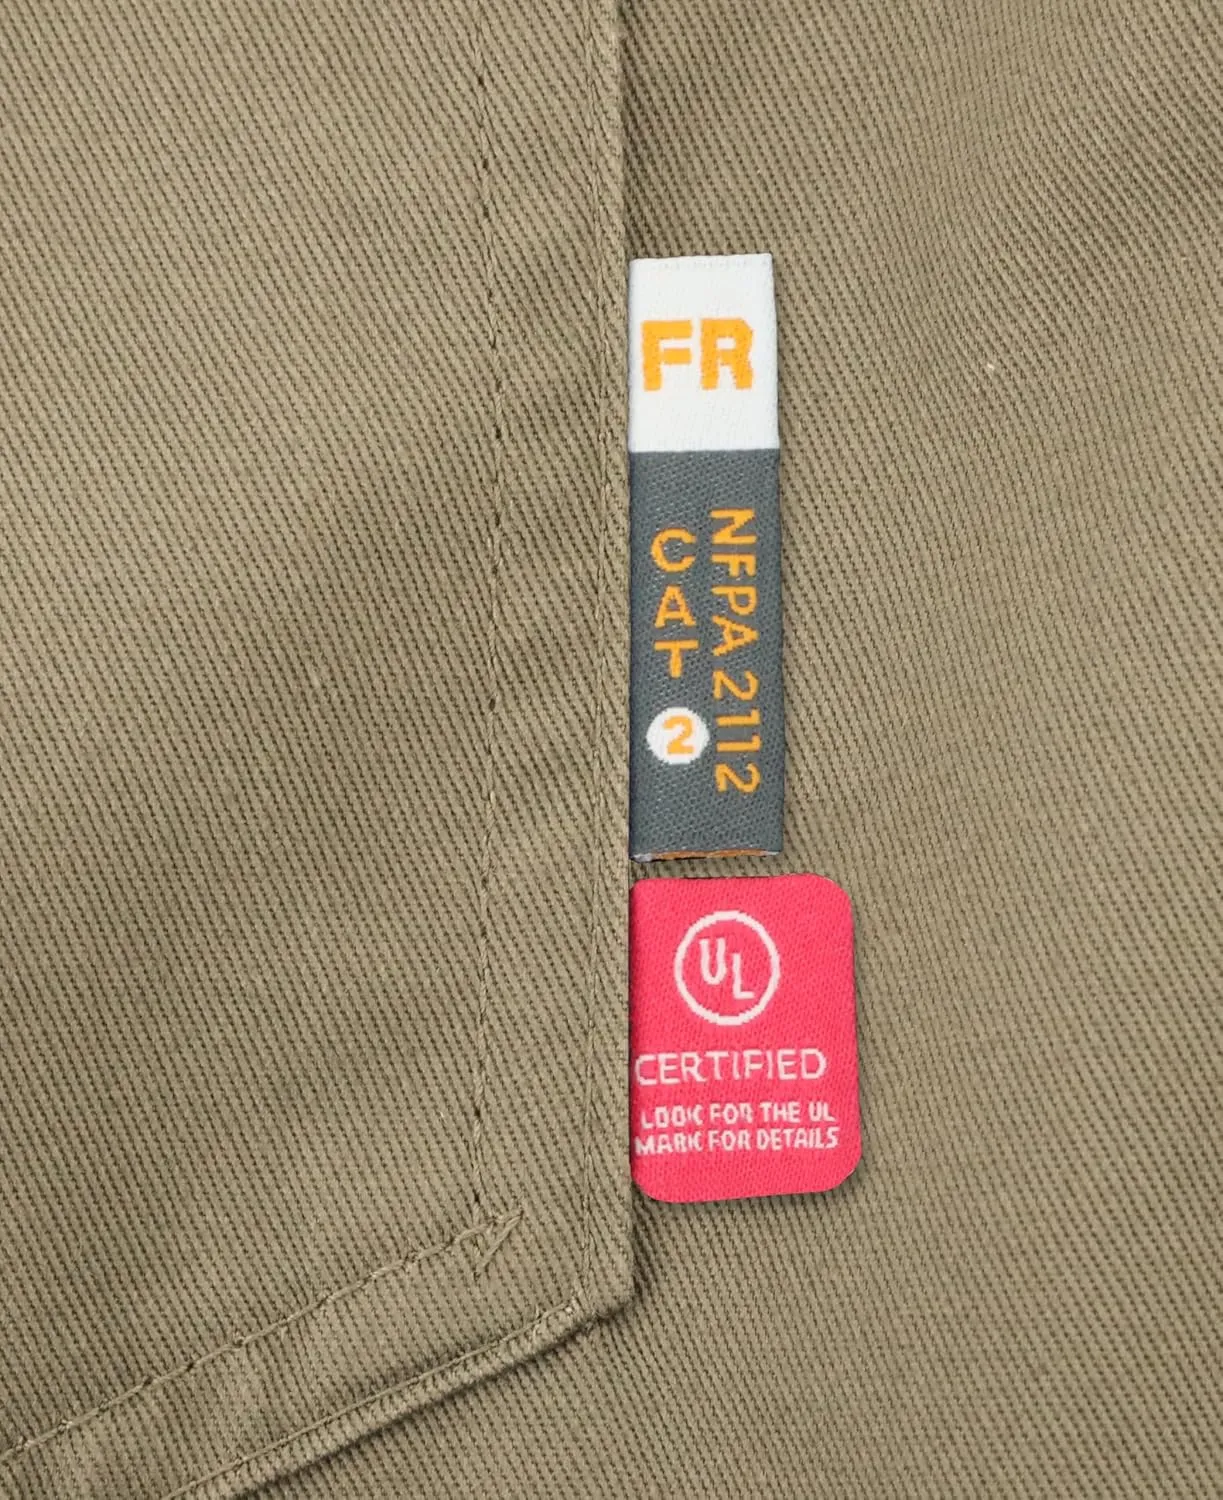 FR
NFPA 2112
CAT 2
UL
CERTIFIED
LOOK FOR THE UL
MARK FOR DETAILS